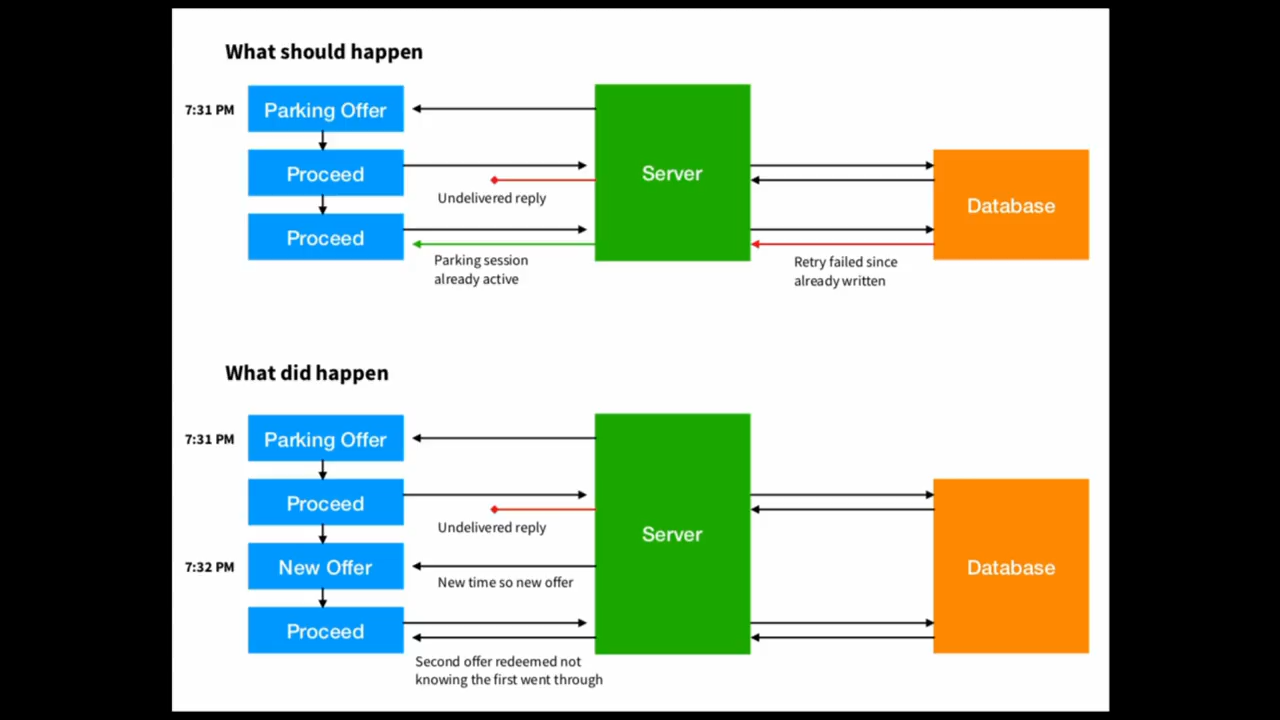 What should happen
7:31 PM
Parking Offer
Proceed
Undelivered reply
Server
Database
Proceed
Parking session
already active
Retry failed since
already written
What did happen
7:31 PM
Parking Offer
Proceed
Undelivered reply
Server
7:32 PM
New Offer
New time so new offer
Database
Proceed
Second offer redeemed not
knowing the first went through